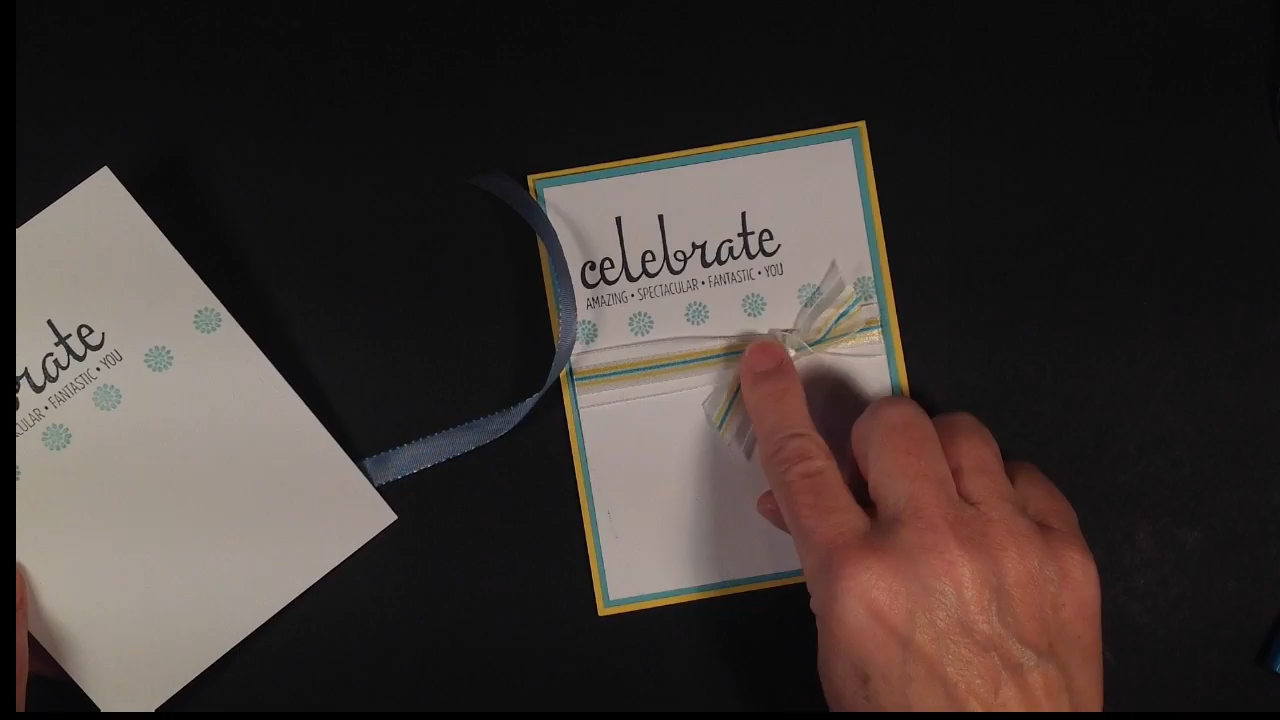 celebrate
AMAZING • SPECTACULAR • FANTASTIC • YOU
rate
CULAR • FANTASTIC • YOU